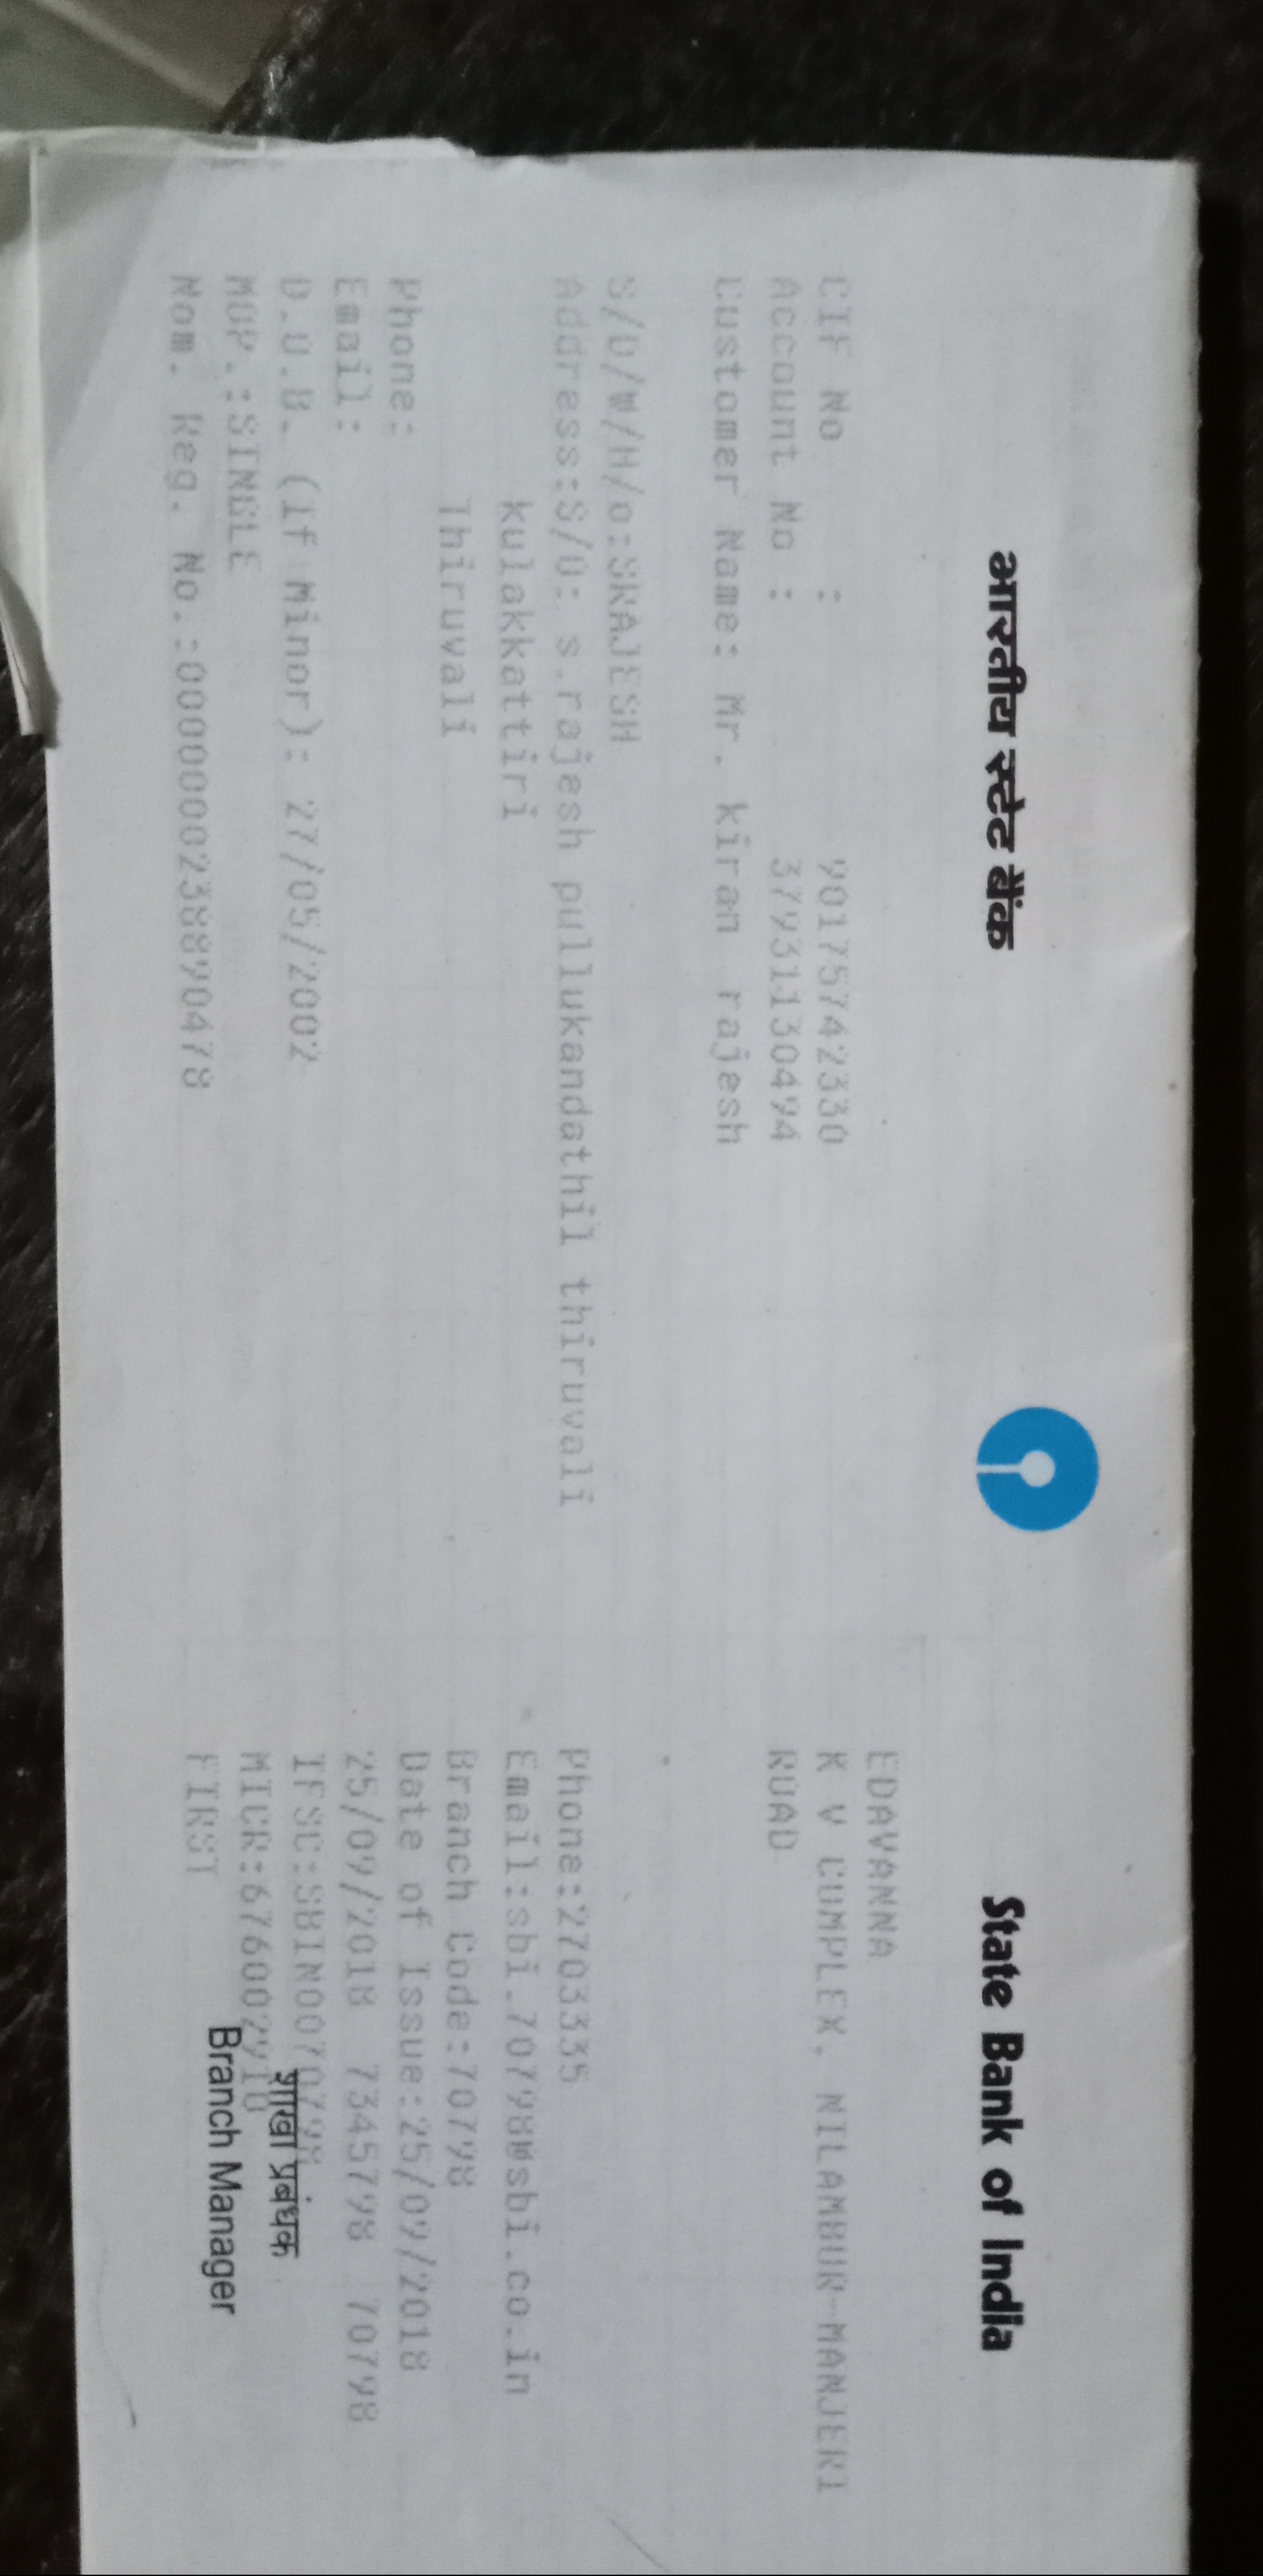 भारतीय स्टेट बैंक
State Bank of India
CIF No : 90175742330
Account No : 37931130494
Customer Name: Mr. kiran rajesh
S/D/W/H/o:SRAJESH
Address:S/O: s.rajesh pullukandathil thiruvali
kulakkattiri
Thiruvali
Phone:
Email:
D.O.B. (If Minor): 27/05/2002
MOP.:SINGLE
Nom. Reg. No.:0000000238890478
EDAVANNA
K V COMPLEX, NILAMBUR-MANJERI
ROAD
Phone:270335
Email:sbi.70798@sbi.co.in
Branch Code:70798
Date of Issue:25/09/2018
25/09/2018 7345798 70798
IFSC:SBIN0070798
MICR:676002910
FIRST
शाखा प्रबंधक
Branch Manager